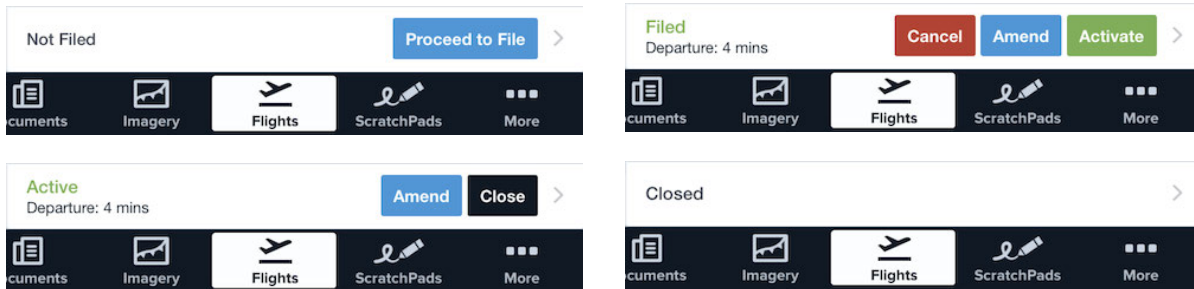 Not Filed
Proceed to File
cuments
Imagery
Flights
ScratchPads
More
Filed
Departure: 4 mins
Cancel
Amend
Activate
cuments
Imagery
Flights
ScratchPads
More
Active
Departure: 4 mins
Amend
Close
cuments
Imagery
Flights
ScratchPads
More
Closed
cuments
Imagery
Flights
ScratchPads
More